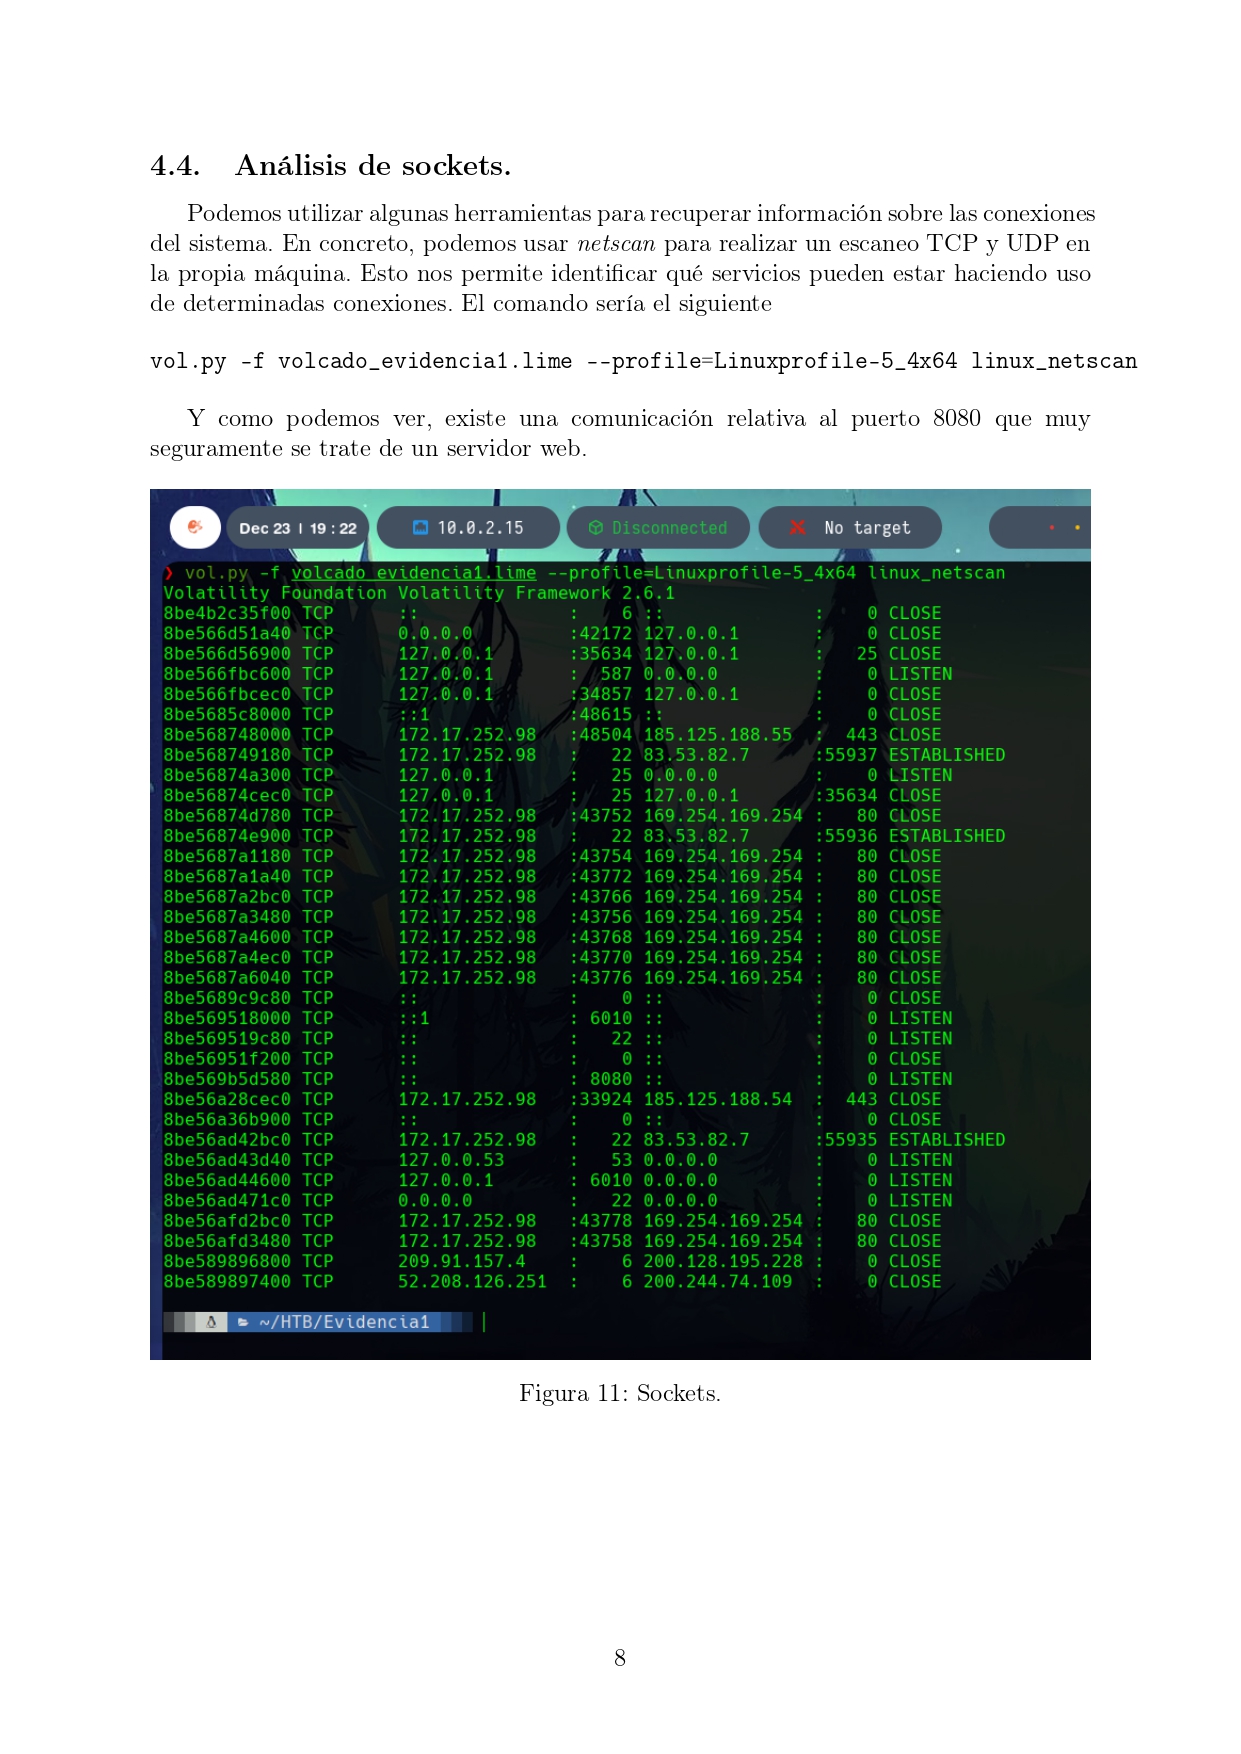 4.4. Análisis de sockets.
Podemos utilizar algunas herramientas para recuperar información sobre las conexiones
del sistema. En concreto, podemos usar netscan para realizar un escaneo TCP y UDP en
la propia máquina. Esto nos permite identificar qué servicios pueden estar haciendo uso
de determinadas conexiones. El comando sería el siguiente
vol.py -f volcado_evidencia1.lime --profile=Linuxprofile-5_4x64 linux_netscan
Y como podemos ver, existe una comunicación relativa al puerto 8080 que muy
seguramente se trate de un servidor web.
Dec 23 | 19 : 22 10.0.2.15 Disconnected No target
❯ vol.py -f volcado_evidencia1.lime --profile=Linuxprofile-5_4x64 linux_netscan
Volatility Foundation Volatility Framework 2.6.1
8be4b2c35f00 TCP :: : 6 :: : 0 CLOSE
8be566d51a40 TCP 0.0.0.0 :42172 127.0.0.1 : 0 CLOSE
8be566d56900 TCP 127.0.0.1 :35634 127.0.0.1 : 25 CLOSE
8be566fbc600 TCP 127.0.0.1 : 587 0.0.0.0 : 0 LISTEN
8be566fbcec0 TCP 127.0.0.1 :34857 127.0.0.1 : 0 CLOSE
8be5685c8000 TCP ::1 :48615 :: : 0 CLOSE
8be568748000 TCP 172.17.252.98 :48504 185.125.188.55 : 443 CLOSE
8be568749180 TCP 172.17.252.98 : 22 83.53.82.7 :55937 ESTABLISHED
8be56874a300 TCP 127.0.0.1 : 25 0.0.0.0 : 0 LISTEN
8be56874cec0 TCP 127.0.0.1 : 25 127.0.0.1 :35634 CLOSE
8be56874d780 TCP 172.17.252.98 :43752 169.254.169.254 : 80 CLOSE
8be56874e900 TCP 172.17.252.98 : 22 83.53.82.7 :55936 ESTABLISHED
8be5687a1180 TCP 172.17.252.98 :43754 169.254.169.254 : 80 CLOSE
8be5687a1a40 TCP 172.17.252.98 :43772 169.254.169.254 : 80 CLOSE
8be5687a2bc0 TCP 172.17.252.98 :43766 169.254.169.254 : 80 CLOSE
8be5687a3480 TCP 172.17.252.98 :43756 169.254.169.254 : 80 CLOSE
8be5687a4600 TCP 172.17.252.98 :43768 169.254.169.254 : 80 CLOSE
8be5687a4ec0 TCP 172.17.252.98 :43770 169.254.169.254 : 80 CLOSE
8be5687a6040 TCP 172.17.252.98 :43776 169.254.169.254 : 80 CLOSE
8be5689c9c80 TCP :: : 0 :: : 0 CLOSE
8be569518000 TCP ::1 : 6010 :: : 0 LISTEN
8be569519c80 TCP :: : 22 :: : 0 LISTEN
8be56951f200 TCP :: : 0 :: : 0 CLOSE
8be569b5d580 TCP :: : 8080 :: : 0 LISTEN
8be56a28cec0 TCP 172.17.252.98 :33924 185.125.188.54 : 443 CLOSE
8be56a36b900 TCP :: : 0 :: : 0 CLOSE
8be56ad42bc0 TCP 172.17.252.98 : 22 83.53.82.7 :55935 ESTABLISHED
8be56ad43d40 TCP 127.0.0.53 : 53 0.0.0.0 : 0 LISTEN
8be56ad44600 TCP 127.0.0.1 : 6010 0.0.0.0 : 0 LISTEN
8be56ad471c0 TCP 0.0.0.0 : 22 0.0.0.0 : 0 LISTEN
8be56afd2bc0 TCP 172.17.252.98 :43778 169.254.169.254 : 80 CLOSE
8be56afd3480 TCP 172.17.252.98 :43758 169.254.169.254 : 80 CLOSE
8be589896800 TCP 209.91.157.4 : 6 200.128.195.228 : 0 CLOSE
8be589897400 TCP 52.208.126.251 : 6 200.244.74.109 : 0 CLOSE
~/HTB/Evidencia1
Figura 11: Sockets.
8